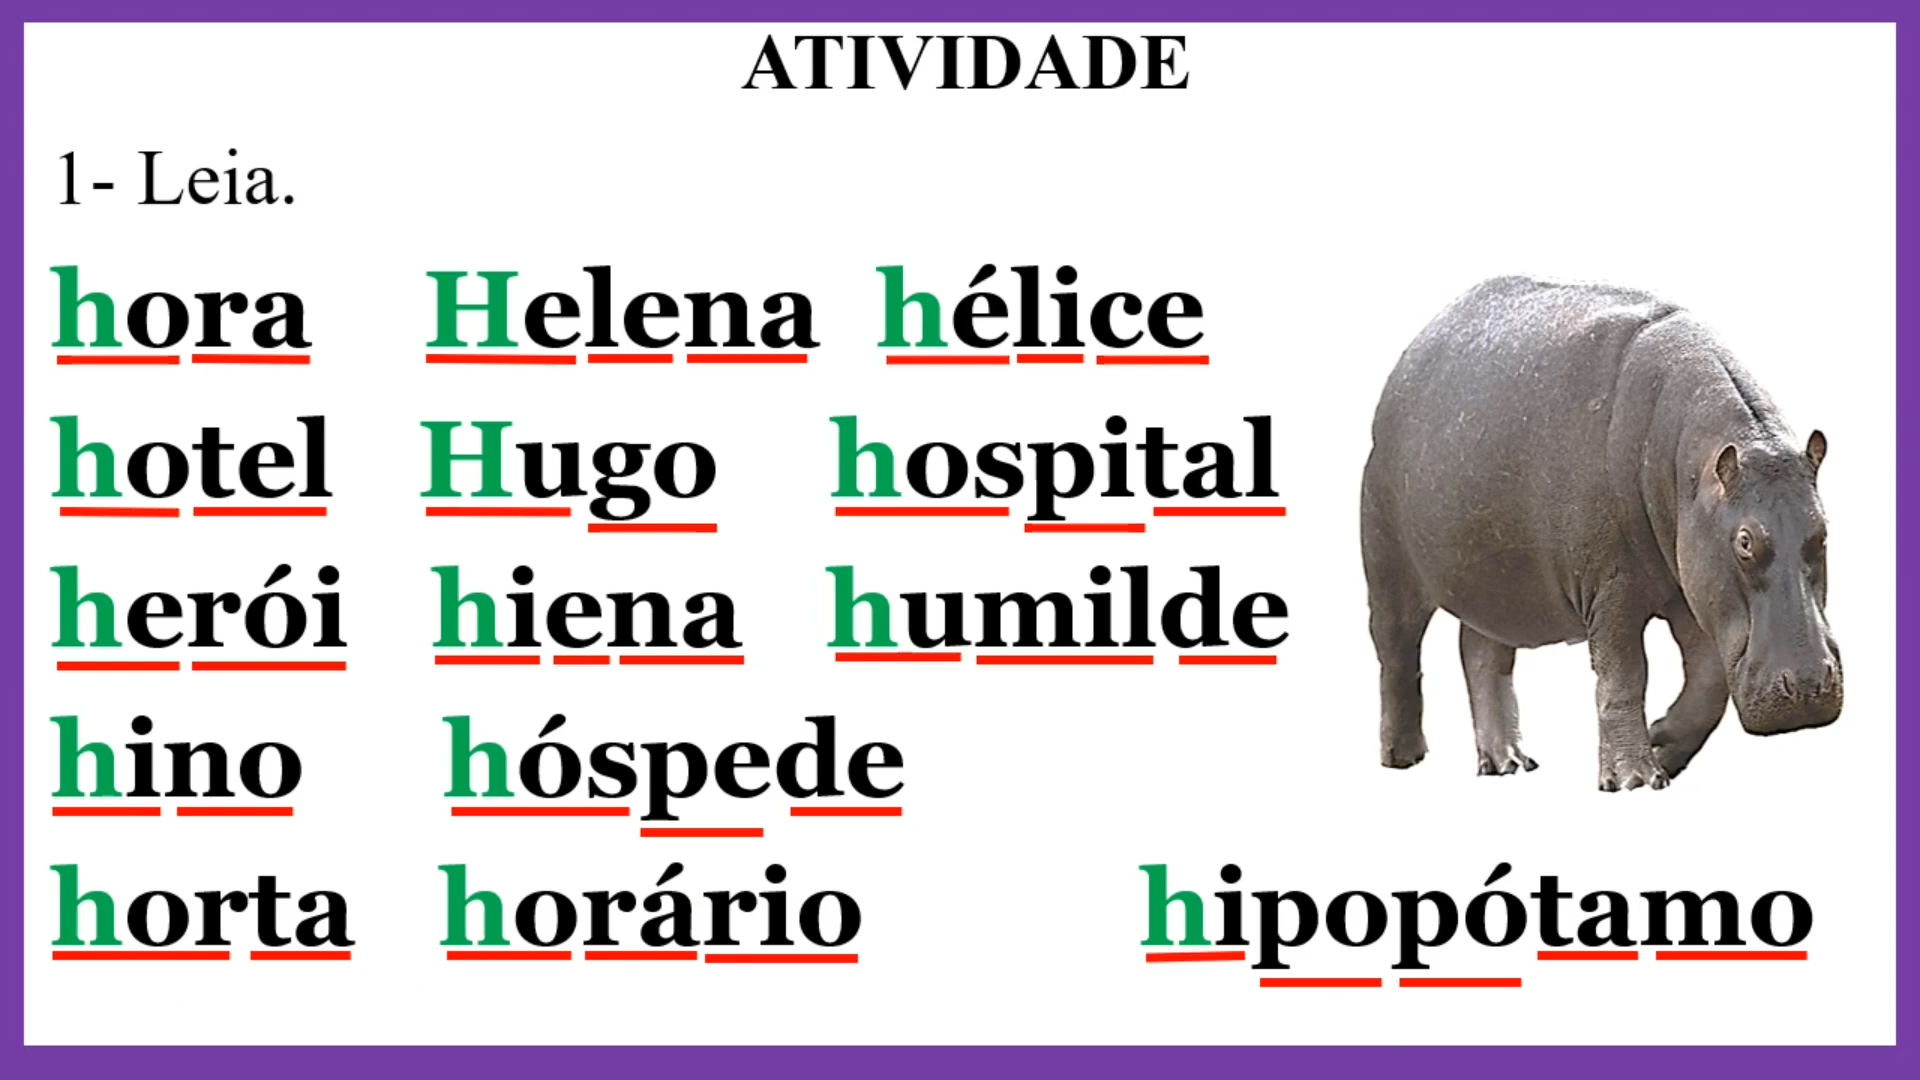 ATIVIDADE
1- Leia.
hora Helena hélice
hotel Hugo hospital
herói hiena humilde
hino hóspede
horta horário hipopótamo